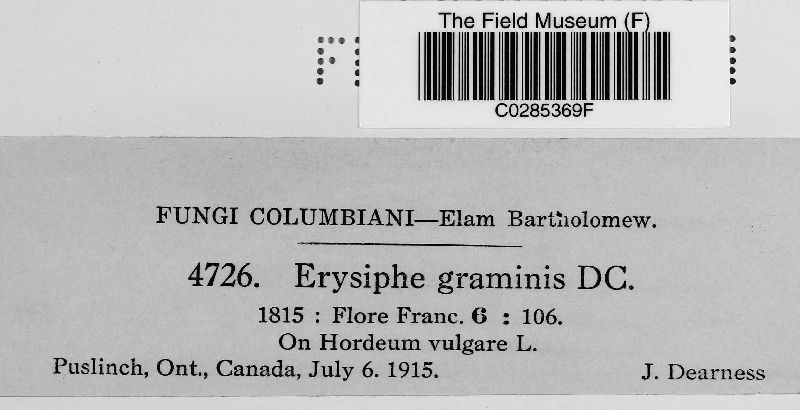 The Field Museum (F)
C0285369F
FUNGI COLUMBIANI—Elam Bartholomew.
4726. Erysiphe graminis DC.
1815 : Flore Franc. 6 : 106.
On Hordeum vulgare L.
Puslinch, Ont., Canada, July 6. 1915. J. Dearness